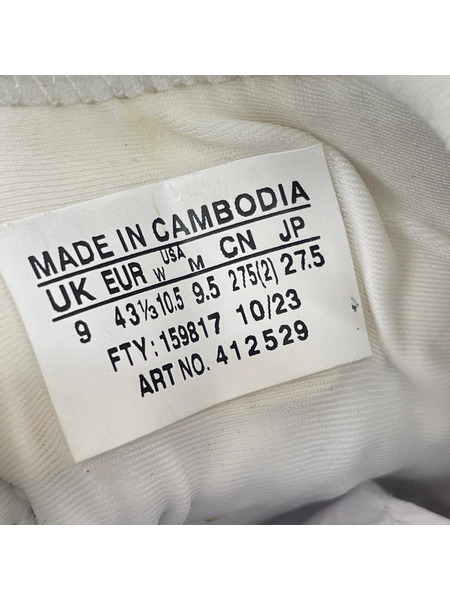 MADE IN CAMBODIA
UK EUR USA W M CN JP
9 43⅓ 10.5 9.5 275(2) 27.5
FTY: 159817 10/23
ART NO. 412529